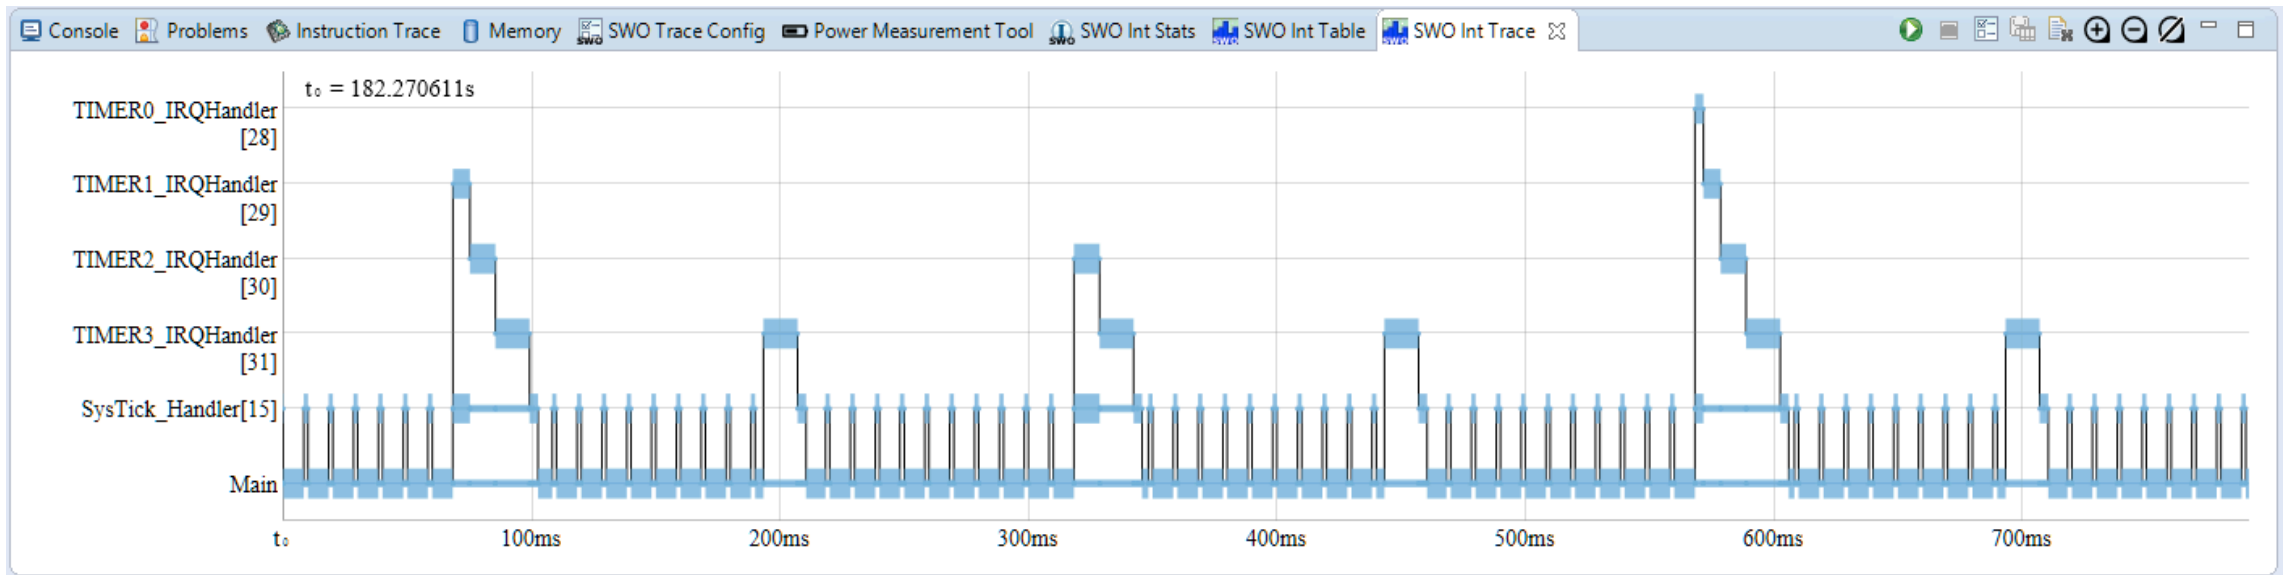 Console Problems Instruction Trace Memory SWO Trace Config Power Measurement Tool SWO Int Stats SWO Int Table SWO Int Trace
t₀ = 182.270611s
TIMER0_IRQHandler
[28]
TIMER1_IRQHandler
[29]
TIMER2_IRQHandler
[30]
TIMER3_IRQHandler
[31]
SysTick_Handler[15]
Main
t₀ 100ms 200ms 300ms 400ms 500ms 600ms 700ms